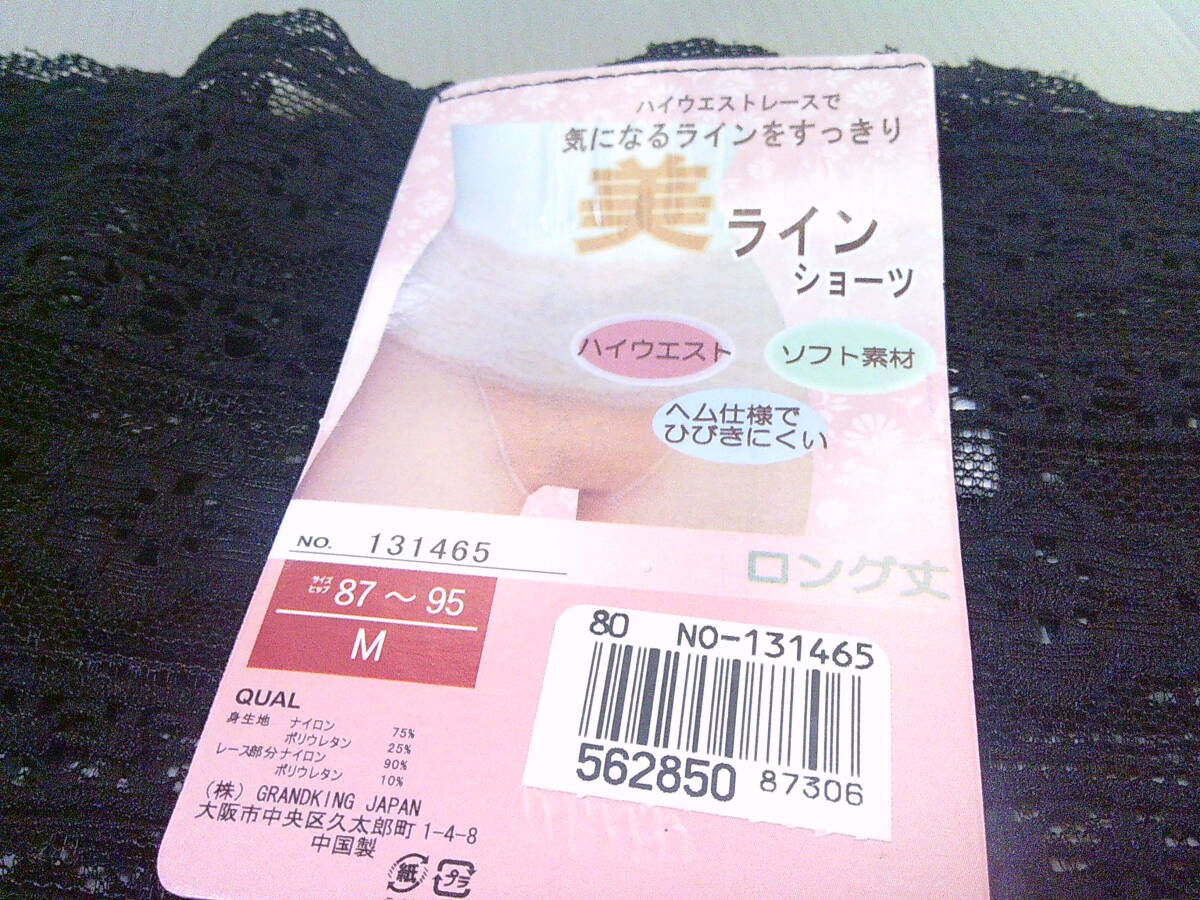 ハイウエストレースで
気になるラインをすっきり
美ライン
ショーツ
ハイウエスト
ソフト素材
ヘム仕様で
ひびきにくい
NO. 131465
ロング丈
サイズ
ヒップ 87～95
M
80 NO-131465
562850 87306
QUAL
身生地 ナイロン 75%
ポリウレタン 25%
レース部分 ナイロン 90%
ポリウレタン 10%
(株) GRANDKING JAPAN
大阪市中央区久太郎町 1-4-8
中国製
紙 プラ